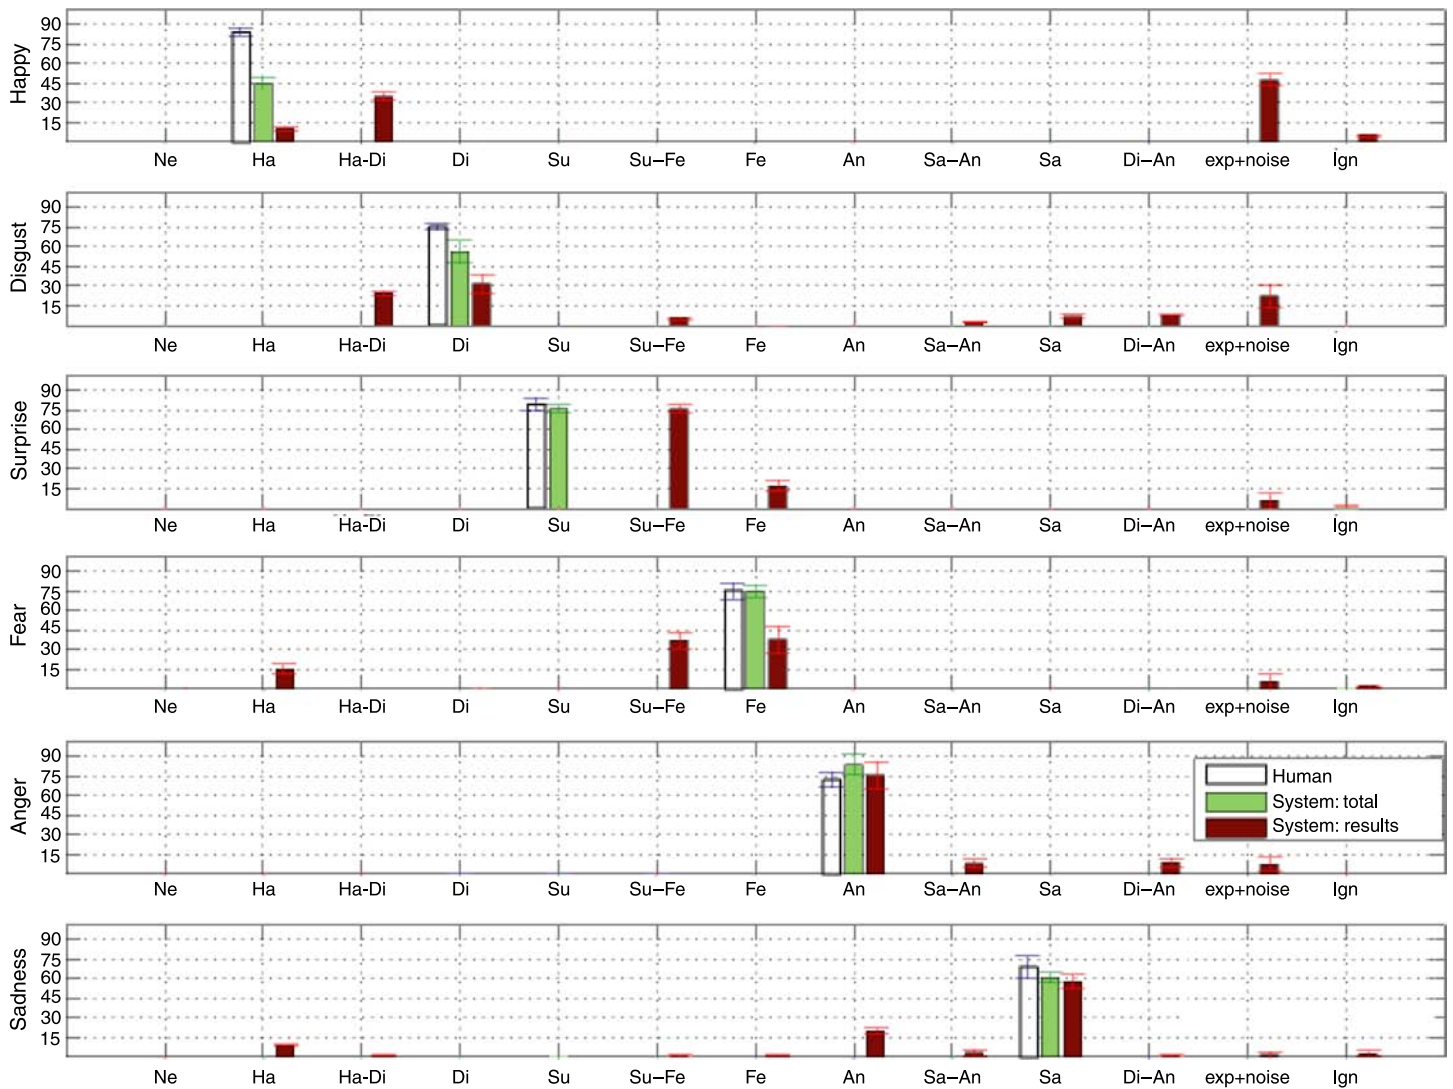 Happy
90
75
60
45
30
15
Ne Ha Ha-Di Di Su Su–Fe Fe An Sa–An Sa Di–An exp+noise Ign
Disgust
90
75
60
45
30
15
Ne Ha Ha-Di Di Su Su–Fe Fe An Sa–An Sa Di–An exp+noise Ign
Surprise
90
75
60
45
30
15
Ne Ha Ha-Di Di Su Su–Fe Fe An Sa–An Sa Di–An exp+noise Ign
Fear
90
75
60
45
30
15
Ne Ha Ha-Di Di Su Su–Fe Fe An Sa–An Sa Di–An exp+noise Ign
Anger
90
75
60
45
30
15
Human
System: total
System: results
Ne Ha Ha-Di Di Su Su–Fe Fe An Sa–An Sa Di–An exp+noise Ign
Sadness
90
75
60
45
30
15
Ne Ha Ha-Di Di Su Su–Fe Fe An Sa–An Sa Di–An exp+noise Ign